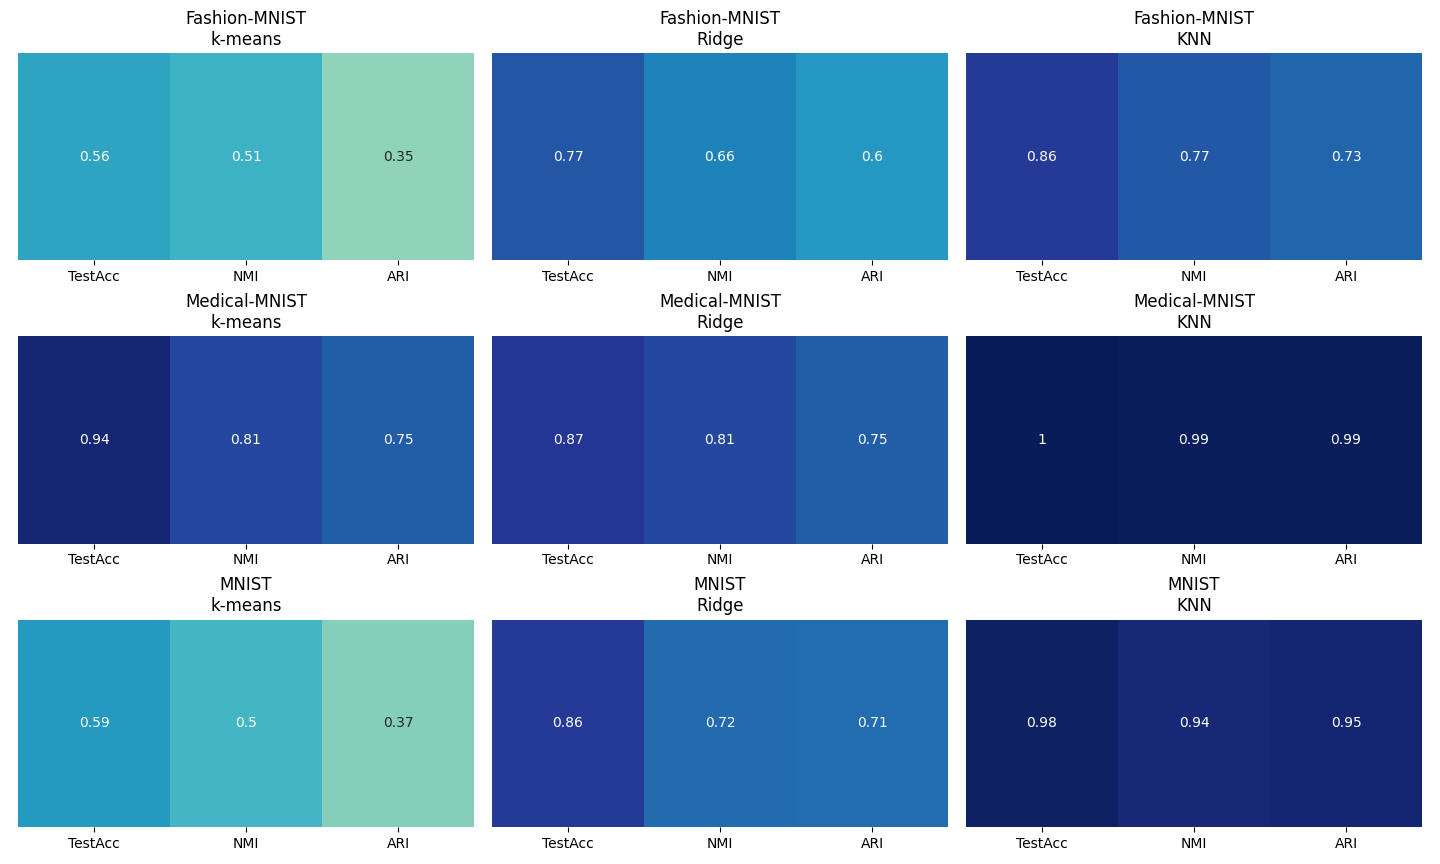 Fashion-MNIST
k-means
0.56 0.51 0.35
TestAcc NMI ARI
Fashion-MNIST
Ridge
0.77 0.66 0.6
TestAcc NMI ARI
Fashion-MNIST
KNN
0.86 0.77 0.73
TestAcc NMI ARI
Medical-MNIST
k-means
0.94 0.81 0.75
TestAcc NMI ARI
Medical-MNIST
Ridge
0.87 0.81 0.75
TestAcc NMI ARI
Medical-MNIST
KNN
1 0.99 0.99
TestAcc NMI ARI
MNIST
k-means
0.59 0.5 0.37
TestAcc NMI ARI
MNIST
Ridge
0.86 0.72 0.71
TestAcc NMI ARI
MNIST
KNN
0.98 0.94 0.95
TestAcc NMI ARI